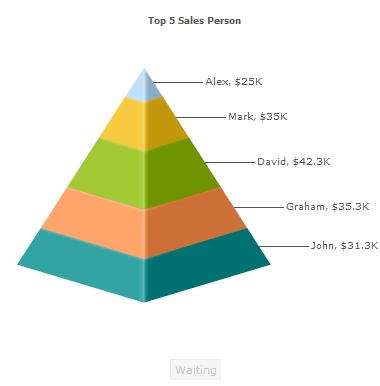 Top 5 Sales Person
Alex, $25K
Mark, $35K
David, $42.3K
Graham, $35.3K
John, $31.3K
Waiting